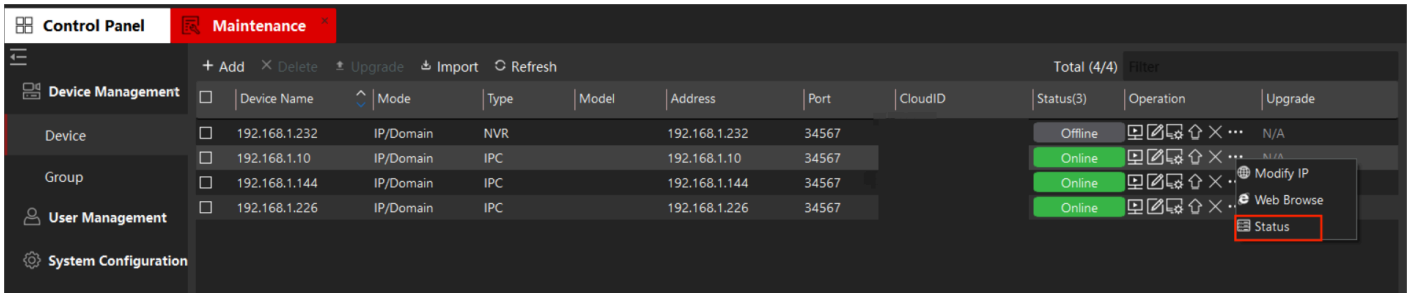 Control Panel Maintenance ×
+ Add × Delete Upgrade Import Refresh Total (4/4) Filter
Device Management
Device Name Mode Type Model Address Port CloudID Status(3) Operation Upgrade
Device
192.168.1.232 IP/Domain NVR 192.168.1.232 34567 Offline ••• N/A
192.168.1.10 IP/Domain IPC 192.168.1.10 34567 Online ••• N/A
Group
192.168.1.144 IP/Domain IPC 192.168.1.144 34567 Online
Modify IP
User Management
192.168.1.226 IP/Domain IPC 192.168.1.226 34567 Online
Web Browse
Status
System Configuration